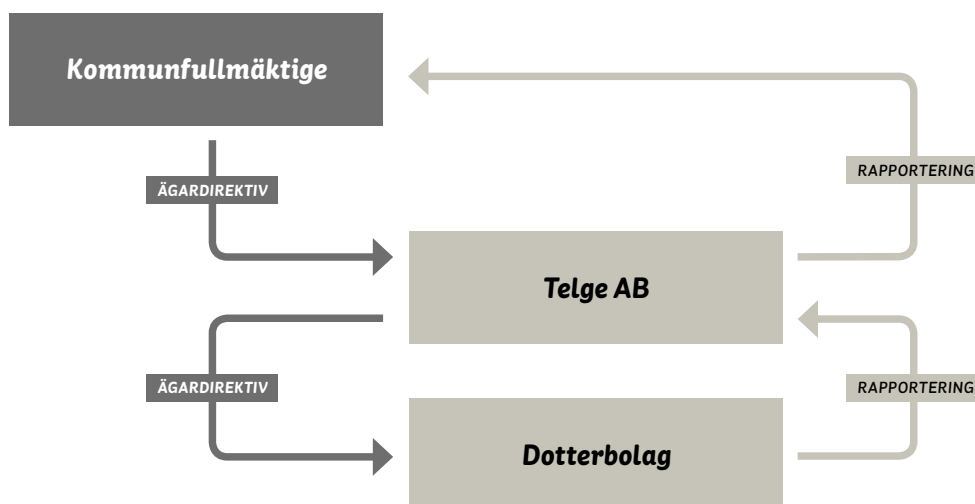 Kommunfullmäktige
RAPPORTERING
ÄGARDIREKTIV
Telge AB
ÄGARDIREKTIV
RAPPORTERING
Dotterbolag